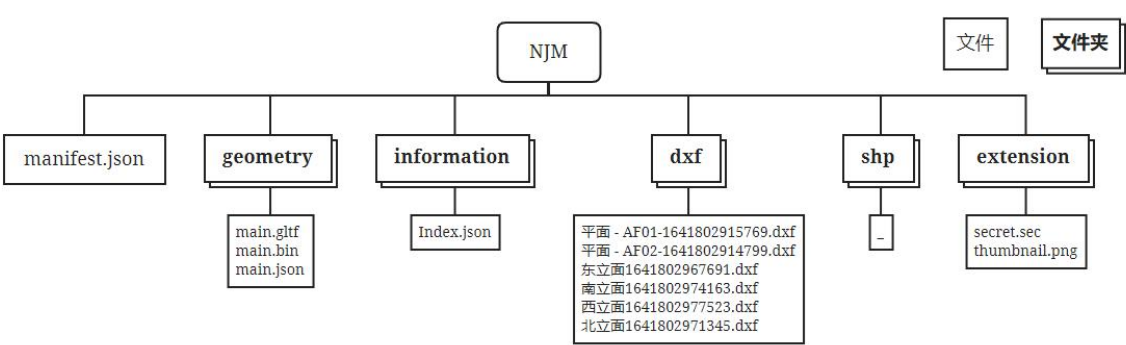 NJM
文件
文件夹
manifest.json
geometry
information
dxf
shp
extension
main.gltf
main.bin
main.json
Index.json
平面 - AF01-1641802915769.dxf
平面 - AF02-1641802914799.dxf
东立面1641802967691.dxf
南立面1641802974163.dxf
西立面1641802977523.dxf
北立面1641802971345.dxf
_
secret.sec
thumbnail.png